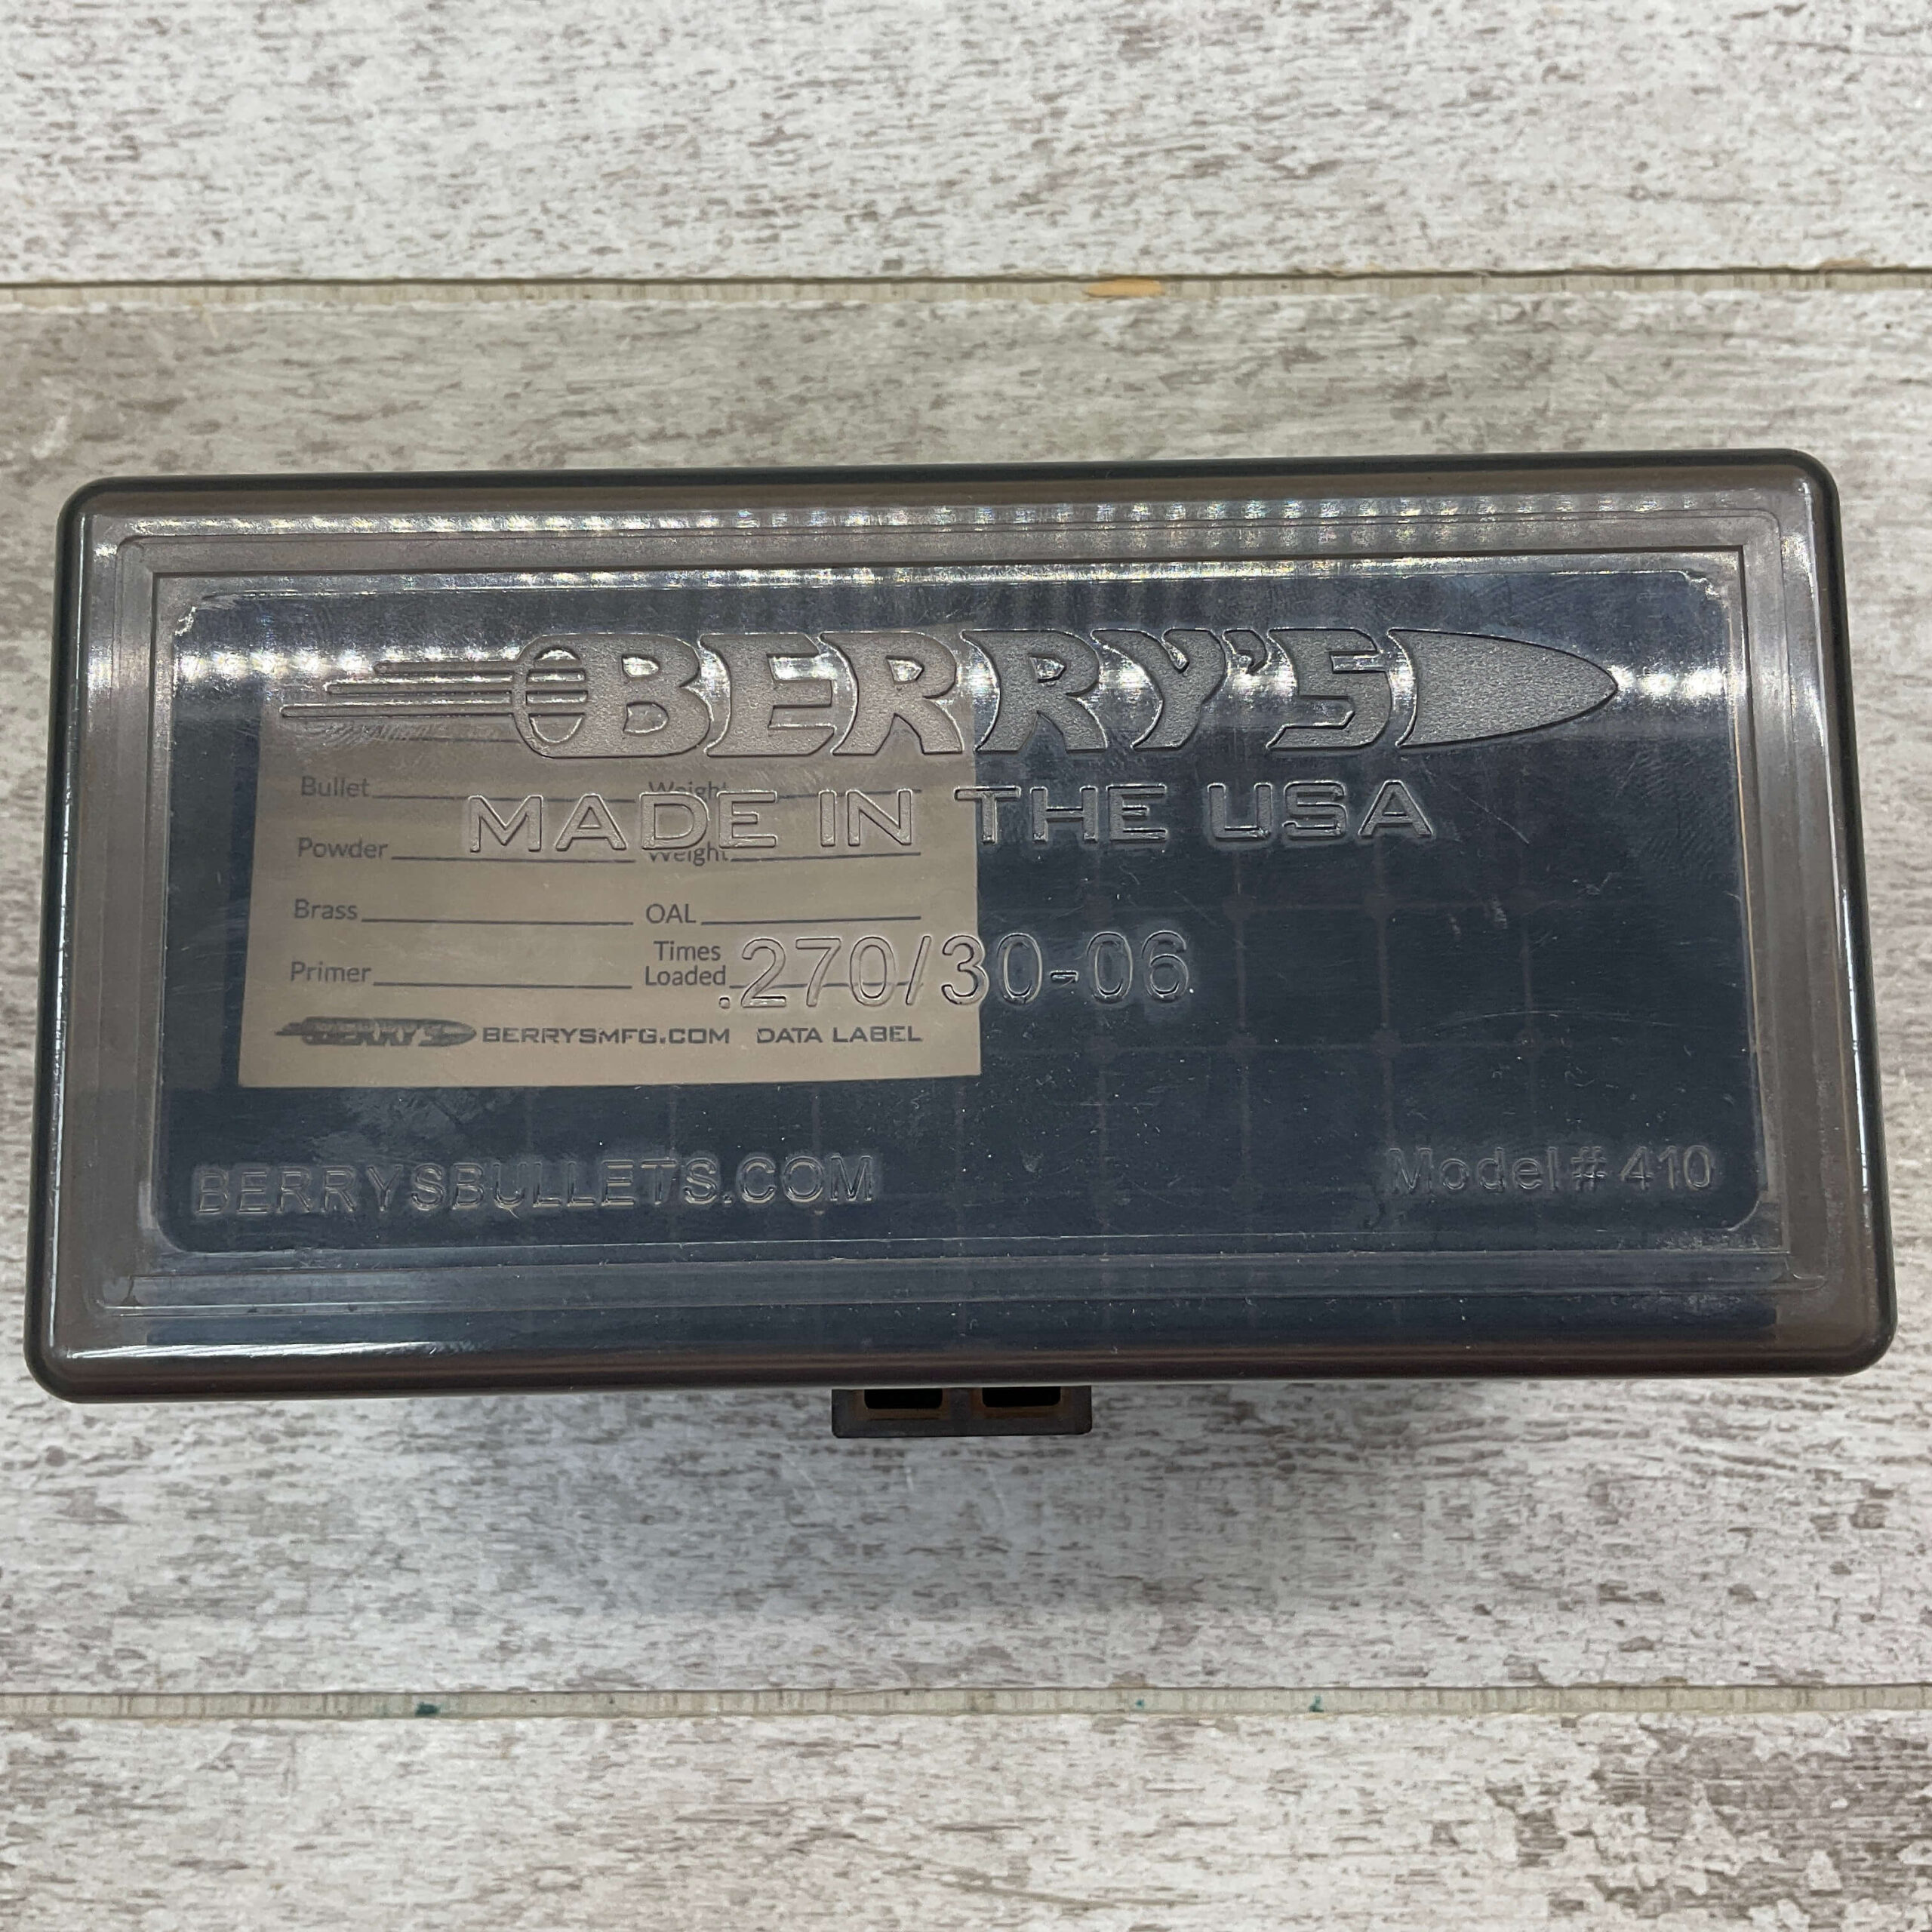 BERRY'S
MADE IN THE USA
Bullet Weight
Powder Weight
Brass OAL
Primer Times Loaded
.270/30-06
BERRY'S BERRYSMFG.COM DATA LABEL
BERRYSBULLETS.COM
Model# 410